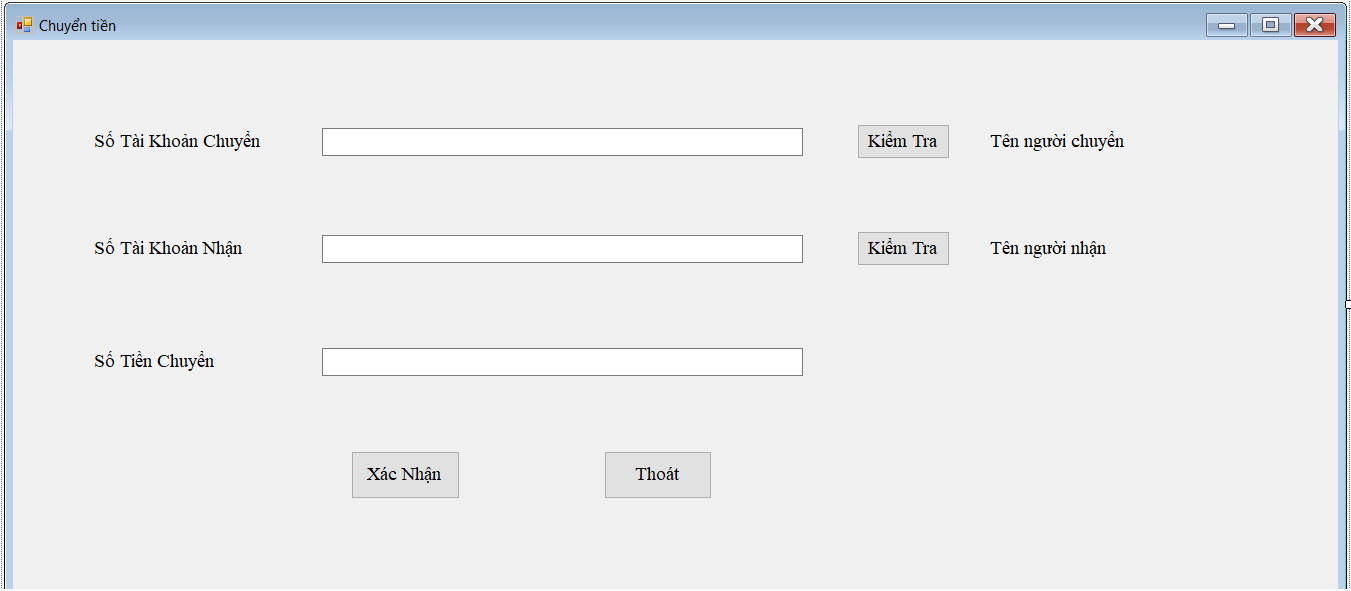 Chuyển tiền
Số Tài Khoản Chuyển Kiểm Tra Tên người chuyển
Số Tài Khoản Nhận Kiểm Tra Tên người nhận
Số Tiền Chuyển
Xác Nhận Thoát